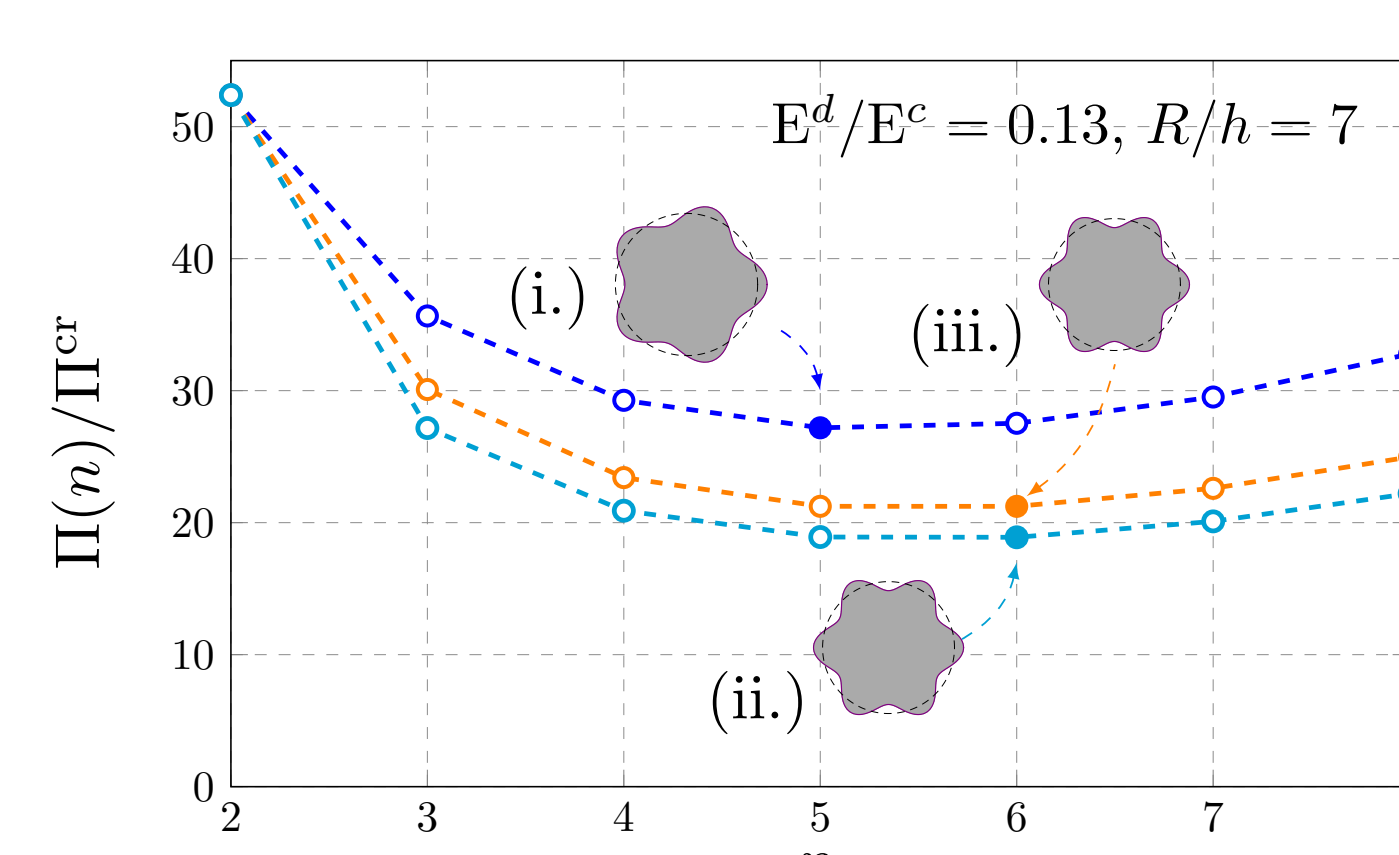 E^d/E^c = 0.13, R/h = 7
50
40
30
20
10
0
Π(n)/Π^cr
(i.)
(iii.)
(ii.)
2 3 4 5 6 7